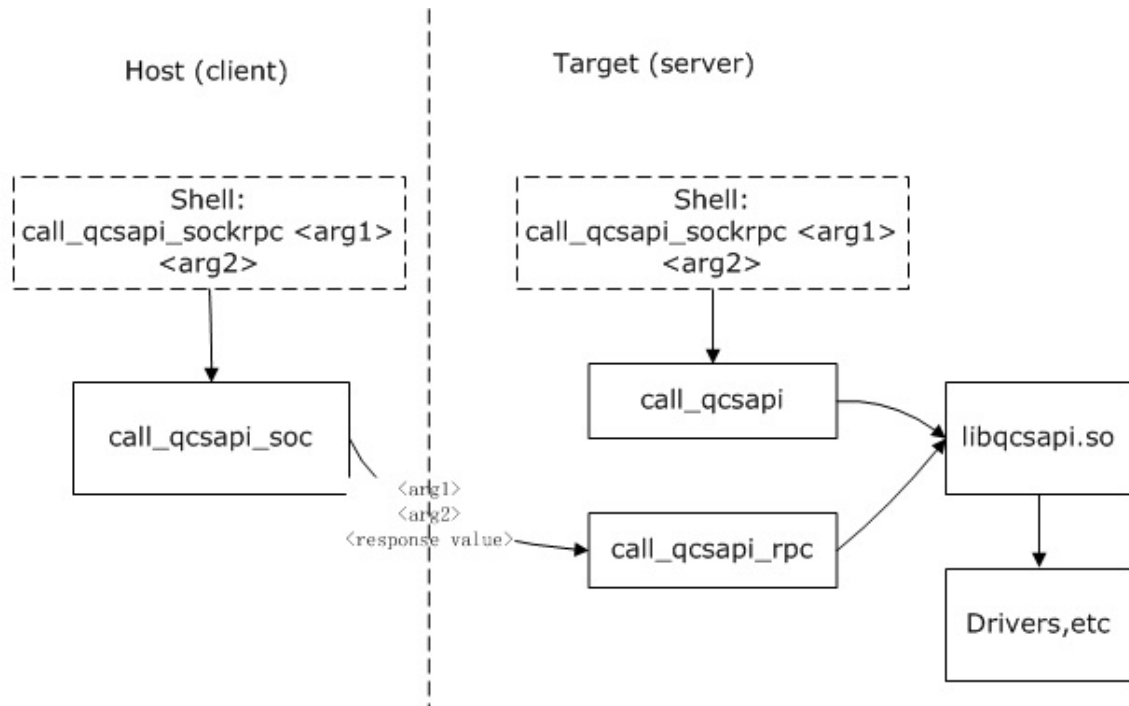 Host (client)
Target (server)
Shell:
call_qcsapi_sockrpc <arg1>
<arg2>
Shell:
call_qcsapi_sockrpc <arg1>
<arg2>
call_qcsapi_soc
call_qcsapi
libqcsapi.so
<arg1>
<arg2>
<response value>
call_qcsapi_rpc
Drivers,etc